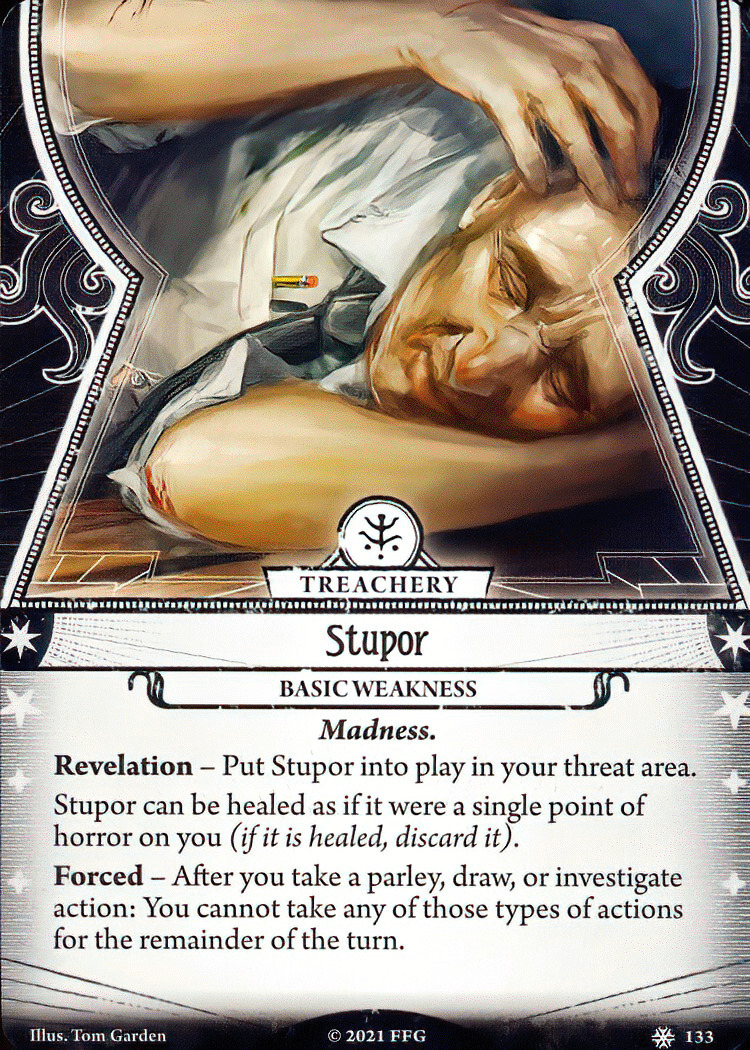 TREACHERY
Stupor
BASIC WEAKNESS
Madness.
Revelation – Put Stupor into play in your threat area.
Stupor can be healed as if it were a single point of
horror on you (if it is healed, discard it).
Forced – After you take a parley, draw, or investigate
action: You cannot take any of those types of actions
for the remainder of the turn.
Illus. Tom Garden
© 2021 FFG
133